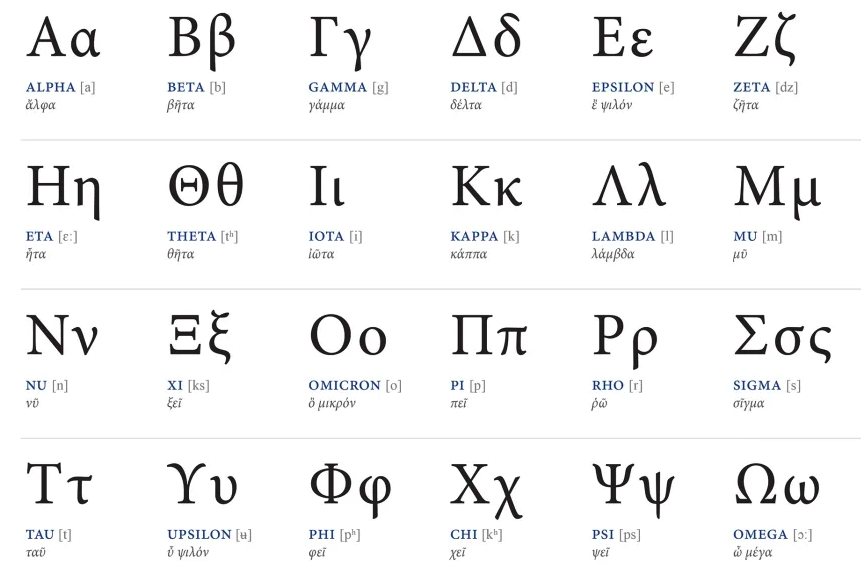 Αα Ββ Γγ Δδ Εε Ζζ
ALPHA [a] BETA [b] GAMMA [g] DELTA [d] EPSILON [e] ZETA [dz]
ἄλφα βῆτα γάμμα δέλτα ἒ ψιλόν ζῆτα
Ηη Θθ Ιι Κκ Λλ Μμ
ETA [ɛː] THETA [tʰ] IOTA [i] KAPPA [k] LAMBDA [l] MU [m]
ἦτα θῆτα ἰῶτα κάππα λάμβδα μῦ
Νν Ξξ Οο Ππ Ρρ Σσς
NU [n] XI [ks] OMICRON [o] PI [p] RHO [r] SIGMA [s]
νῦ ξεῖ ὂ μικρόν πεῖ ῥῶ σῖγμα
Ττ ϒυ Φφ Χχ Ψψ Ωω
TAU [t] UPSILON [ʉ] PHI [pʰ] CHI [kʰ] PSI [ps] OMEGA [ɔː]
ταῦ ὖ ψιλόν φεῖ χεῖ ψεῖ ὦ μέγα